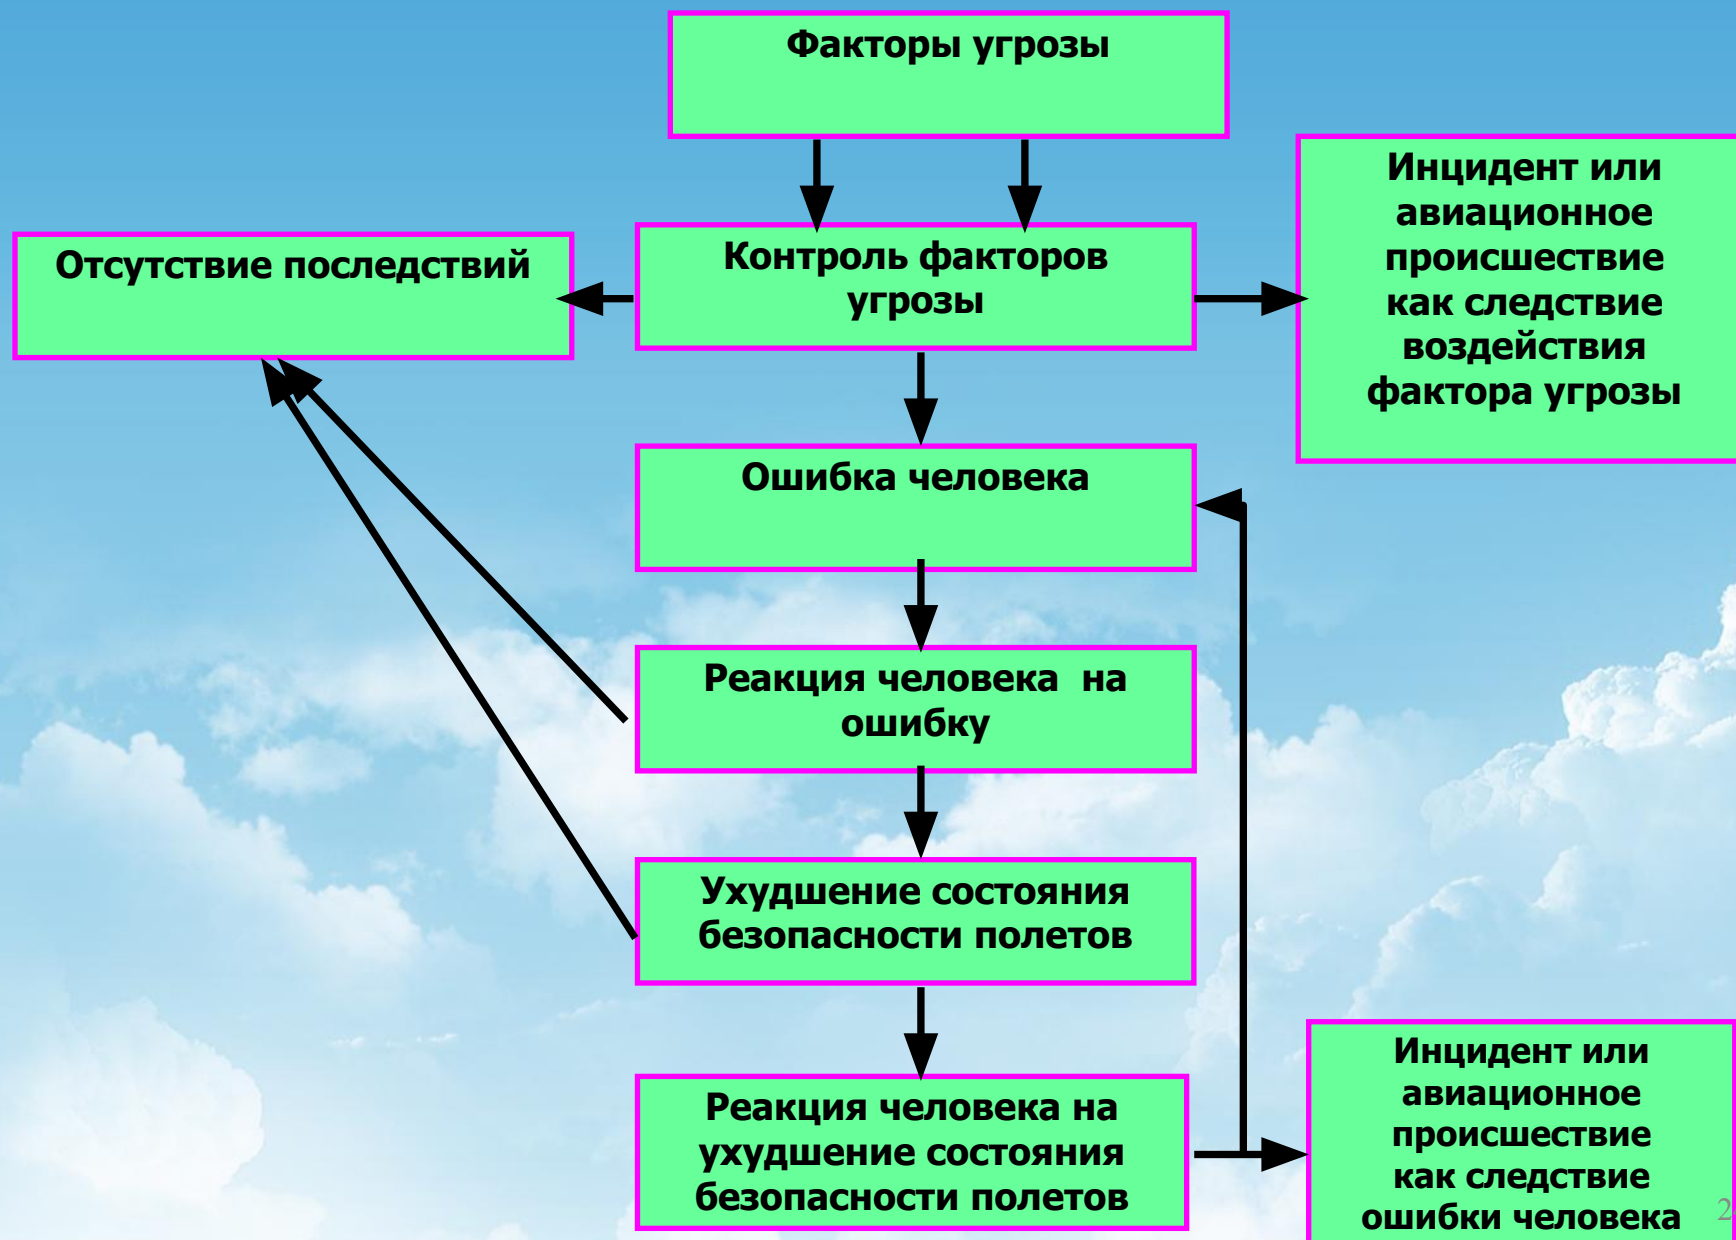 Факторы угрозы
Инцидент или
авиационное
происшествие
как следствие
воздействия
фактора угрозы
Отсутствие последствий
Контроль факторов
угрозы
Ошибка человека
Реакция человека на
ошибку
Ухудшение состояния
безопасности полетов
Реакция человека на
ухудшение состояния
безопасности полетов
Инцидент или
авиационное
происшествие
как следствие
ошибки человека
2